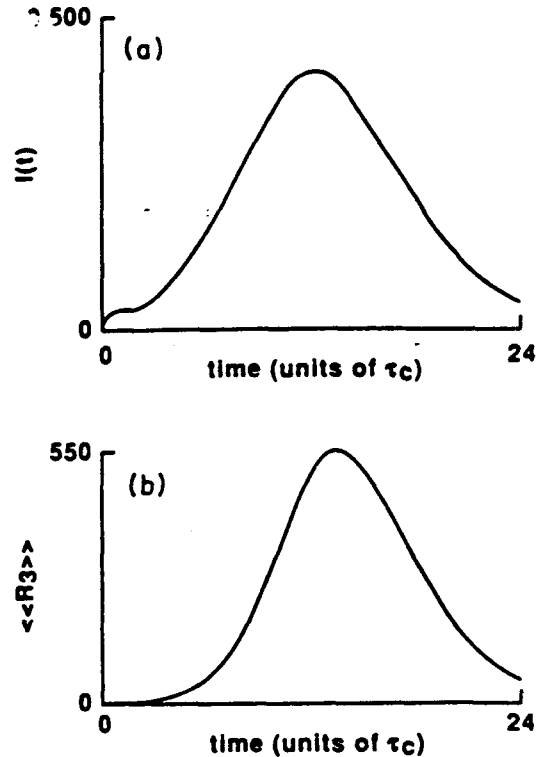 500
(a)
I(t)
0
0
24
time (units of τc)
550
(b)
<<R3>>
0
0
24
time (units of τc)